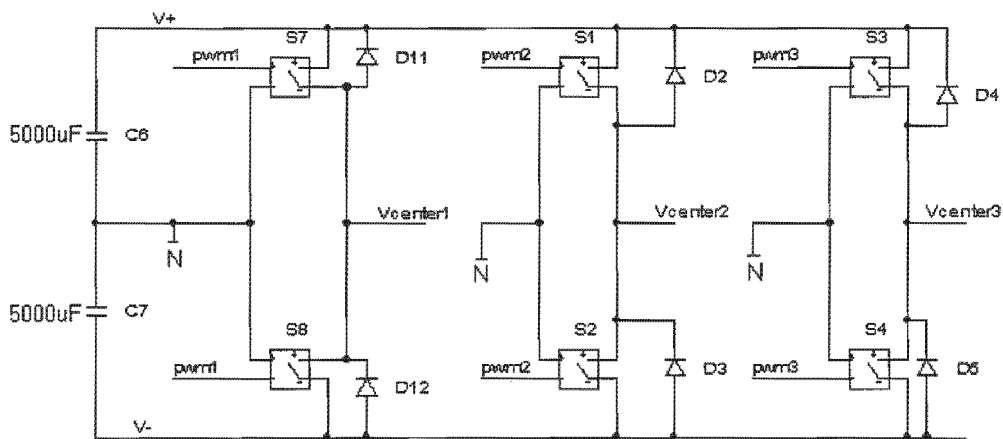 V+
S7
S1
S3
pwm1
D11
pwm2
D2
pwm3
D4
5000uF
C6
Vcenter1
Vcenter2
Vcenter3
N
N
N
5000uF
C7
S8
S2
S4
pwm1
D12
pwm2
D3
pwm3
D5
V-